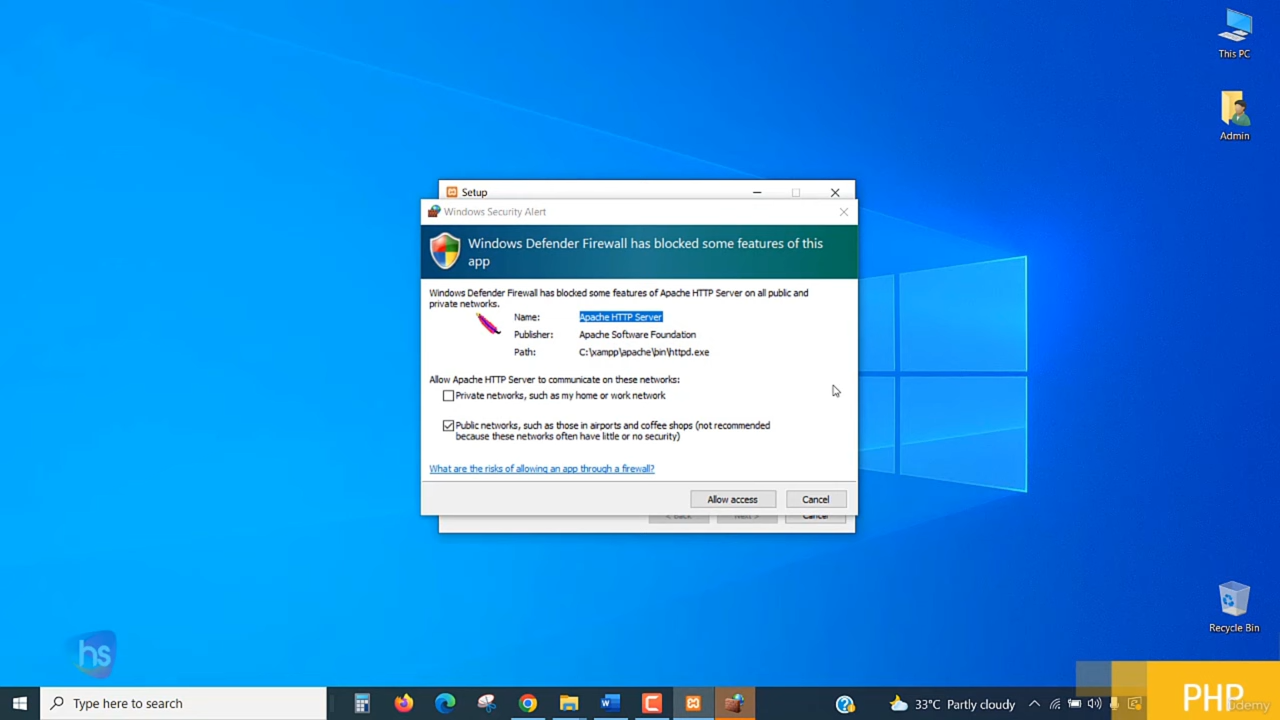 This PC
Admin
Setup
Windows Security Alert
Windows Defender Firewall has blocked some features of this
app
Windows Defender Firewall has blocked some features of Apache HTTP Server on all public and
private networks.
Name: Apache HTTP Server
Publisher: Apache Software Foundation
Path: C:\xampp\apache\bin\httpd.exe
Allow Apache HTTP Server to communicate on these networks:
Private networks, such as my home or work network
Public networks, such as those in airports and coffee shops (not recommended
because these networks often have little or no security)
What are the risks of allowing an app through a firewall?
Allow access Cancel
< Back Next > Cancel
Recycle Bin
hs
Type here to search
33°C Partly cloudy
PHP
Udemy